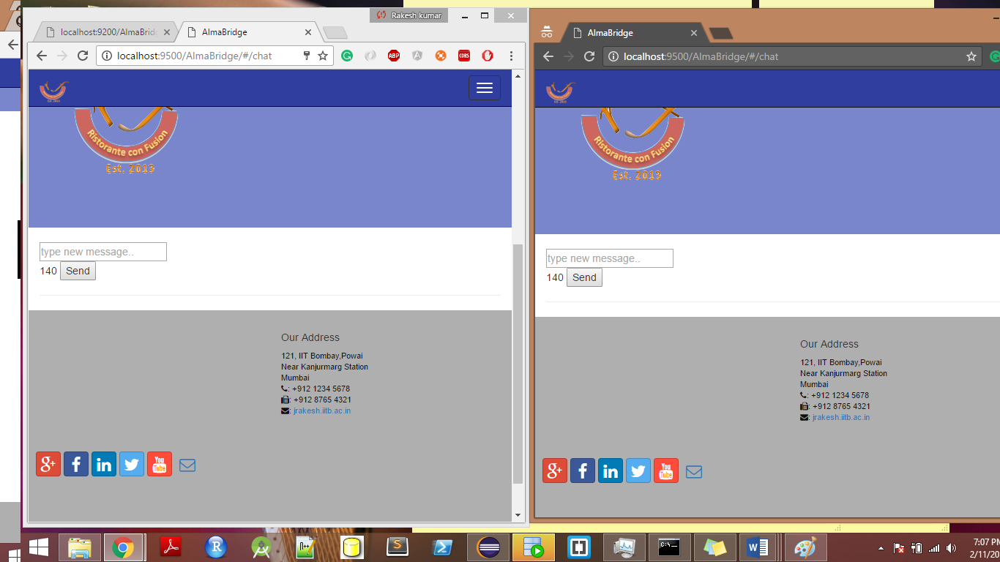 Rakesh kumar
localhost:9200/AlmaBrid
AlmaBridge
localhost:9500/AlmaBridge/#/chat
ABP
CORS
Ristorante con Fusion
Est. 2013
type new message..
140 Send
Our Address
121, IIT Bombay,Powai
Near Kanjurmarg Station
Mumbai
: +912 1234 5678
: +912 8765 4321
: jrakesh.iitb.ac.in
g+ f in You Tube
AlmaBridge
localhost:9500/AlmaBridge/#/chat
Ristorante con Fusion
Est. 2013
type new message..
140 Send
Our Address
121, IIT Bombay,Powai
Near Kanjurmarg Station
Mumbai
: +912 1234 5678
: +912 8765 4321
: jrakesh.iitb.ac.in
g+ f in You Tube
7:07 PM
2/11/20